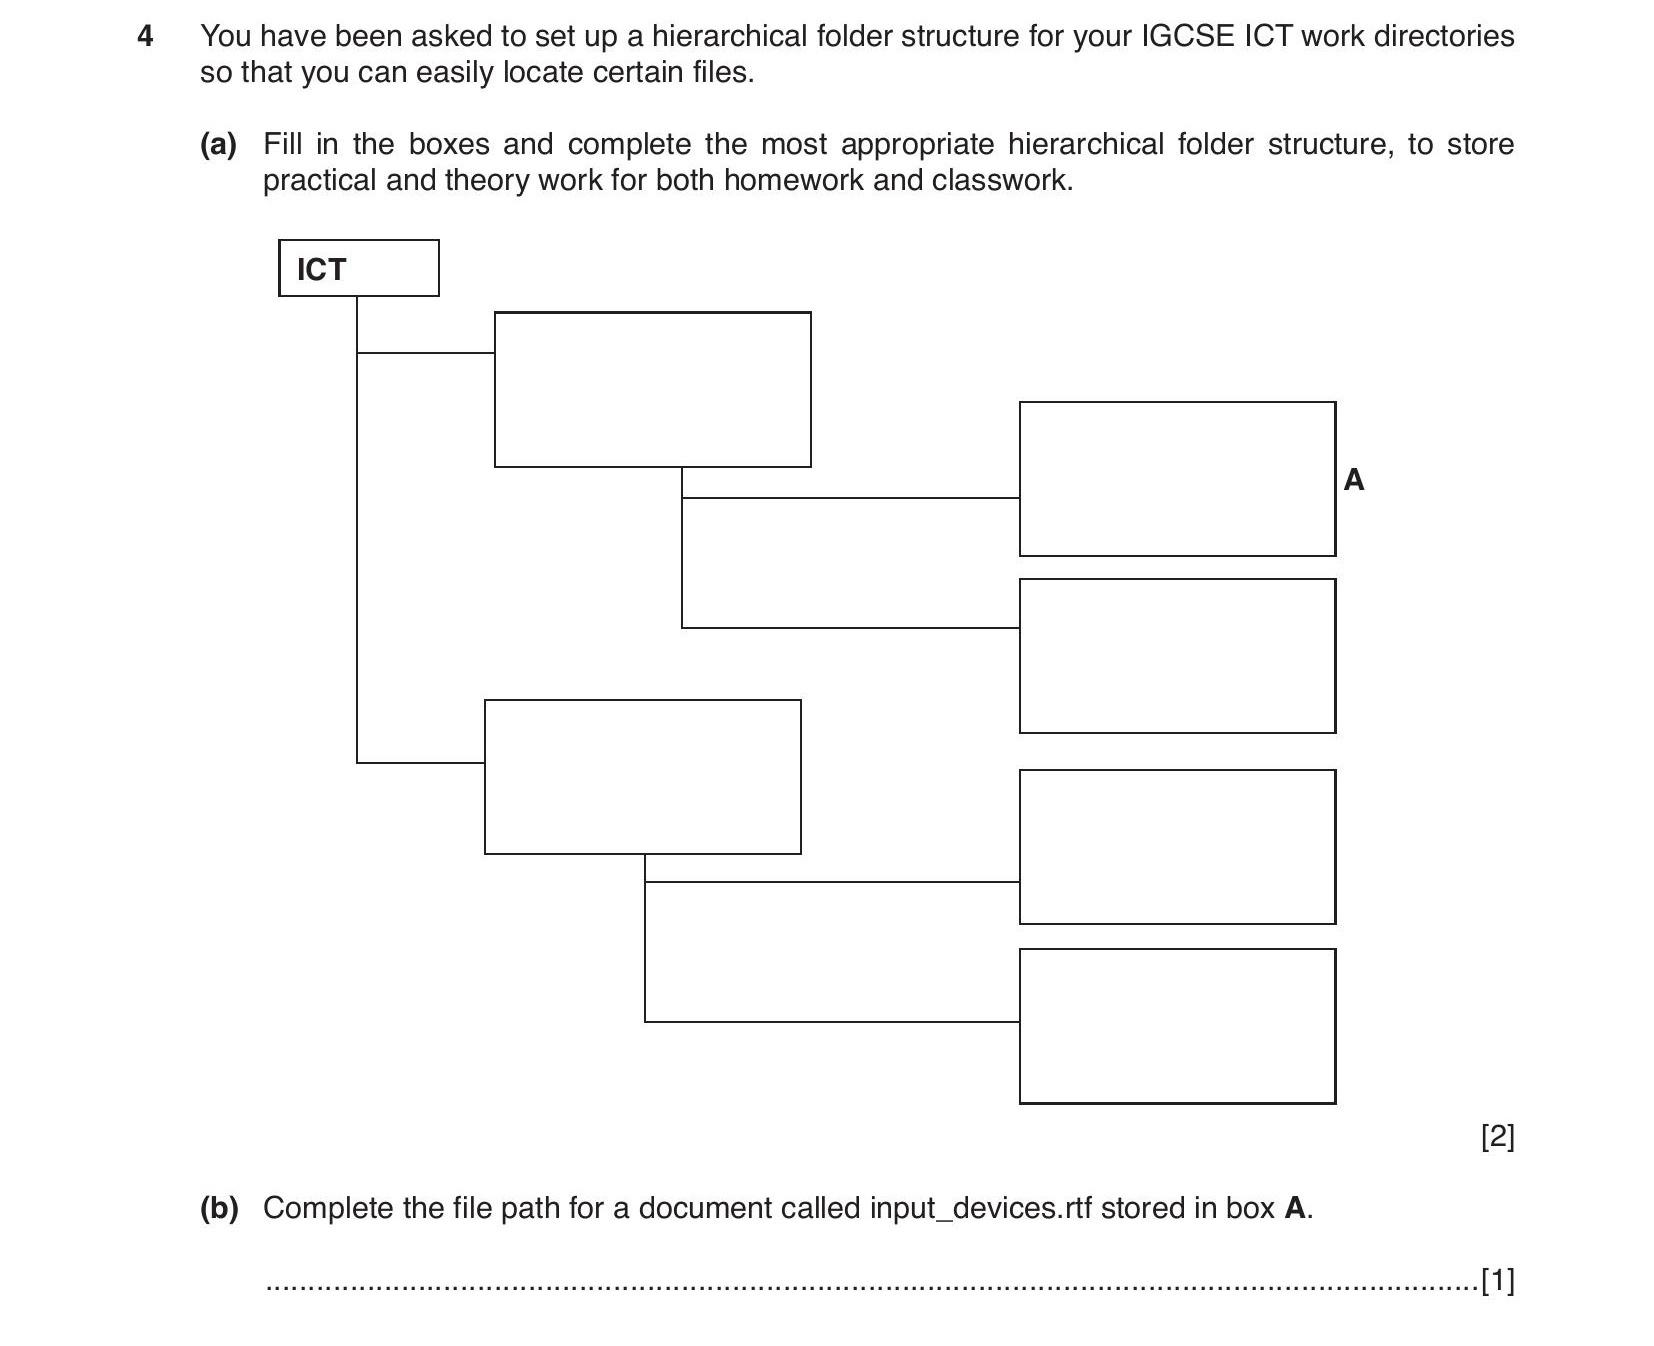 4 You have been asked to set up a hierarchical folder structure for your IGCSE ICT work directories
so that you can easily locate certain files.
(a) Fill in the boxes and complete the most appropriate hierarchical folder structure, to store
practical and theory work for both homework and classwork.
ICT
A
[2]
(b) Complete the file path for a document called input_devices.rtf stored in box A.
....................................................................................................................................................[1]